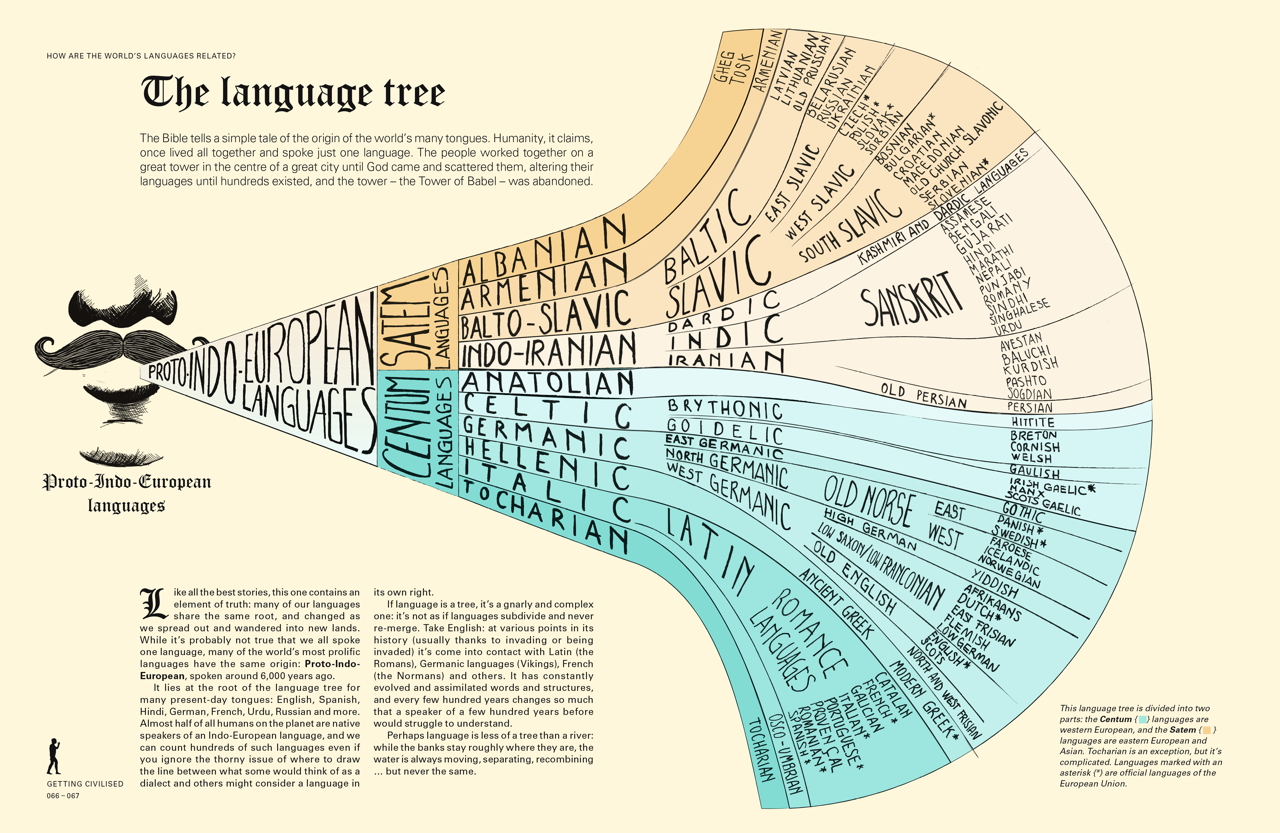 HOW ARE THE WORLD'S LANGUAGES RELATED?
The language tree
The Bible tells a simple tale of the origin of the world's many tongues. Humanity, it claims,
once lived all together and spoke just one language. The people worked together on a
great tower in the centre of a great city until God came and scattered them, altering their
languages until hundreds existed, and the tower – the Tower of Babel – was abandoned.
PROTO-INDO-EUROPEAN
LANGUAGES
Proto-Indo-European
languages
SATEM
LANGUAGES
CENTUM
LANGUAGES
ALBANIAN
ARMENIAN
BALTO-SLAVIC
INDO-IRANIAN
ANATOLIAN
CELTIC
GERMANIC
HELLENIC
ITALIC
TOCHARIAN
BALTIC
SLAVIC
DARDIC
INDIC
IRANIAN
BRYTHONIC
GOIDELIC
EAST GERMANIC
NORTH GERMANIC
WEST GERMANIC
LATIN
EAST SLAVIC
WEST SLAVIC
SOUTH SLAVIC
KASHMIRI AND DARDIC LANGUAGES
SANSKRIT
OLD PERSIAN
OLD NORSE
EAST
WEST
HIGH GERMAN
LOW SAXON/LOW FRANCONIAN
OLD ENGLISH
ANCIENT GREEK
ROMANCE
LANGUAGES
GHEG
TOSK
ARMENIAN
LATVIAN
LITHUANIAN
OLD PRUSSIAN
BELARUSIAN
RUSSIAN
UKRAINIAN
CZECH*
POLISH*
SLOVAK*
SORBIAN
BOSNIAN
BULGARIAN*
CROATIAN
MACEDONIAN
OLD CHURCH SLAVONIC
SERBIAN
SLOVENIAN*
ASSAMESE
BENGALI
GUJARATI
HINDI
MARATHI
NEPALI
PUNJABI
ROMANY
SINDHI
SINGHALESE
URDU
AVESTAN
BALUCHI
KURDISH
PASHTO
SOGDIAN
PERSIAN
HITTITE
BRETON
CORNISH
WELSH
GAULISH
IRISH GAELIC*
MANX
SCOTS GAELIC
GOTHIC
DANISH*
SWEDISH*
FAROESE
ICELANDIC
NORWEGIAN
YIDDISH
AFRIKAANS
DUTCH*
EAST FRISIAN
FLEMISH
LOW GERMAN
ENGLISH*
SCOTS
NORTH AND WEST FRISIAN
MODERN GREEK*
CATALAN
FRENCH*
GALICIAN
ITALIAN*
PORTUGUESE*
PROVENCAL
ROMANIAN*
SPANISH*
OSCO-UMBRIAN
TOCHARIAN
Like all the best stories, this one contains an
element of truth: many of our languages
share the same root, and changed as
we spread out and wandered into new lands.
While it's probably not true that we all spoke
one language, many of the world's most prolific
languages have the same origin: Proto-Indo-
European, spoken around 6,000 years ago.
It lies at the root of the language tree for
many present-day tongues: English, Spanish,
Hindi, German, French, Urdu, Russian and more.
Almost half of all humans on the planet are native
speakers of an Indo-European language, and we
can count hundreds of such languages even if
you ignore the thorny issue of where to draw
the line between what some would think of as a
dialect and others might consider a language in
its own right.
If language is a tree, it's a gnarly and complex
one: it's not as if languages subdivide and never
re-merge. Take English: at various points in its
history (usually thanks to invading or being
invaded) it's come into contact with Latin (the
Romans), Germanic languages (Vikings), French
(the Normans) and others. It has constantly
evolved and assimilated words and structures,
and every few hundred years changes so much
that a speaker of a few hundred years before
would struggle to understand.
Perhaps language is less of a tree than a river:
while the banks stay roughly where they are, the
water is always moving, separating, recombining
... but never the same.
This language tree is divided into two
parts: the Centum ( ) languages are
western European, and the Satem ( )
languages are eastern European and
Asian. Tocharian is an exception, but it's
complicated. Languages marked with an
asterisk (*) are official languages of the
European Union.
GETTING CIVILISED
066 – 067